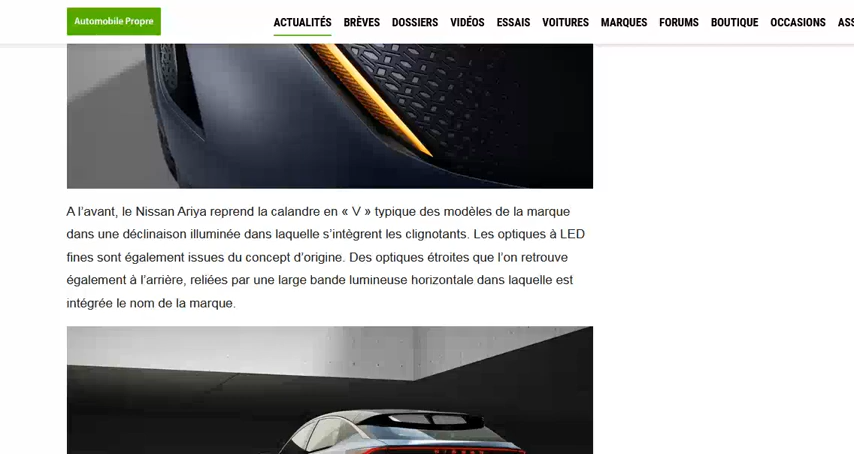 Automobile Propre
ACTUALITÉS BRÈVES DOSSIERS VIDÉOS ESSAIS VOITURES MARQUES FORUMS BOUTIQUE OCCASIONS ASS
A l’avant, le Nissan Ariya reprend la calandre en « V » typique des modèles de la marque
dans une déclinaison illuminée dans laquelle s’intègrent les clignotants. Les optiques à LED
fines sont également issues du concept d’origine. Des optiques étroites que l’on retrouve
également à l’arrière, reliées par une large bande lumineuse horizontale dans laquelle est
intégrée le nom de la marque.